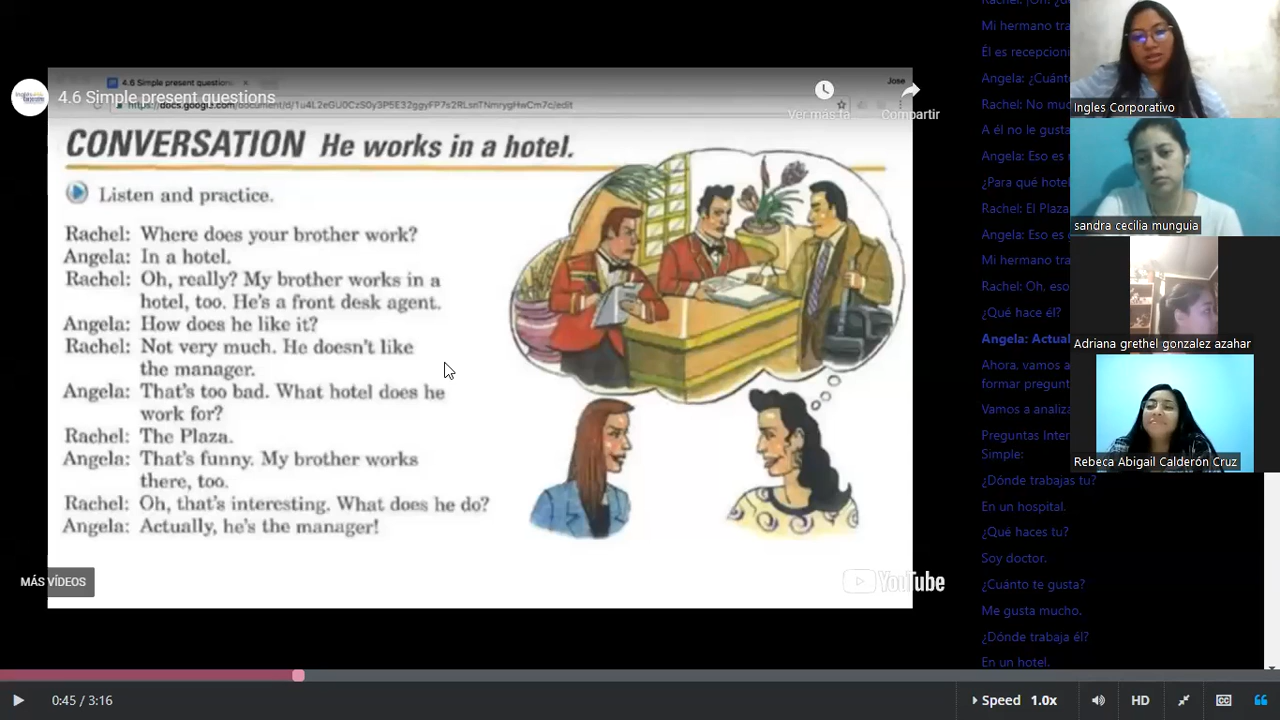 4.6 Simple present questions
Jose
4.6 Simple present questions
Ver más ta
Compartir
CONVERSATION He works in a hotel.
Listen and practice.
Rachel: Where does your brother work?
Angela: In a hotel.
Rachel: Oh, really? My brother works in a
hotel, too. He's a front desk agent.
Angela: How does he like it?
Rachel: Not very much. He doesn't like
the manager.
Angela: That's too bad. What hotel does he
work for?
Rachel: The Plaza.
Angela: That's funny. My brother works
there, too.
Rachel: Oh, that's interesting. What does he do?
Angela: Actually, he's the manager!
MÁS VÍDEOS
YouTube
0:45 / 3:16
Speed 1.0x
HD
Mi hermano tra
Él es recepcioni
Angela: ¿Cuánt
Rachel: No muc
A él no le gusta
Angela: Eso es
¿Para qué hotel
Rachel: El Plaza
Angela: Eso es
Mi hermano tra
Rachel: Oh, eso
¿Qué hace él?
Angela: Actual
Ahora, vamos a
formar pregunt
Vamos a analiza
Preguntas Inter
Simple:
¿Dónde trabajas tu?
En un hospital.
¿Qué haces tu?
Soy doctor.
¿Cuánto te gusta?
Me gusta mucho.
¿Dónde trabaja él?
En un hotel.
Ingles Corporativo
sandra cecilia munguia
Adriana grethel gonzalez azahar
Rebeca Abigail Calderón Cruz